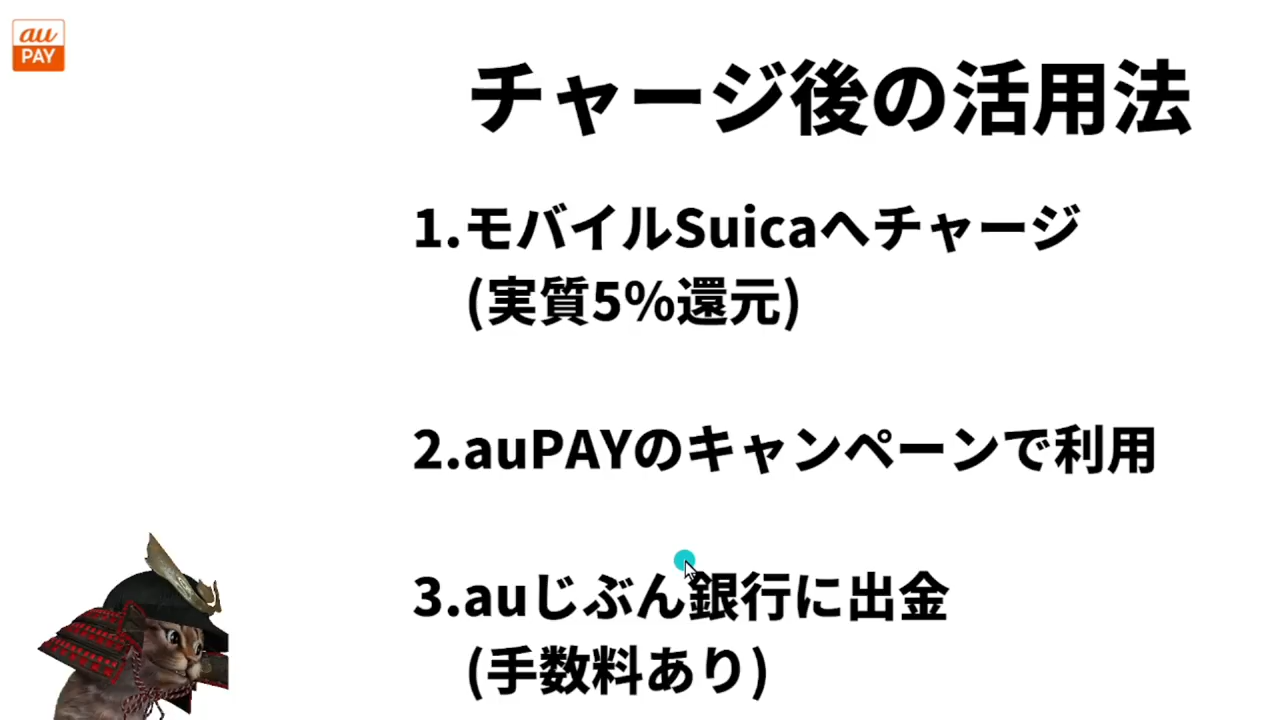 au
PAY
チャージ後の活用法
1.モバイルSuicaへチャージ
(実質5%還元)
2.auPAYのキャンペーンで利用
3.auじぶん銀行に出金
(手数料あり)